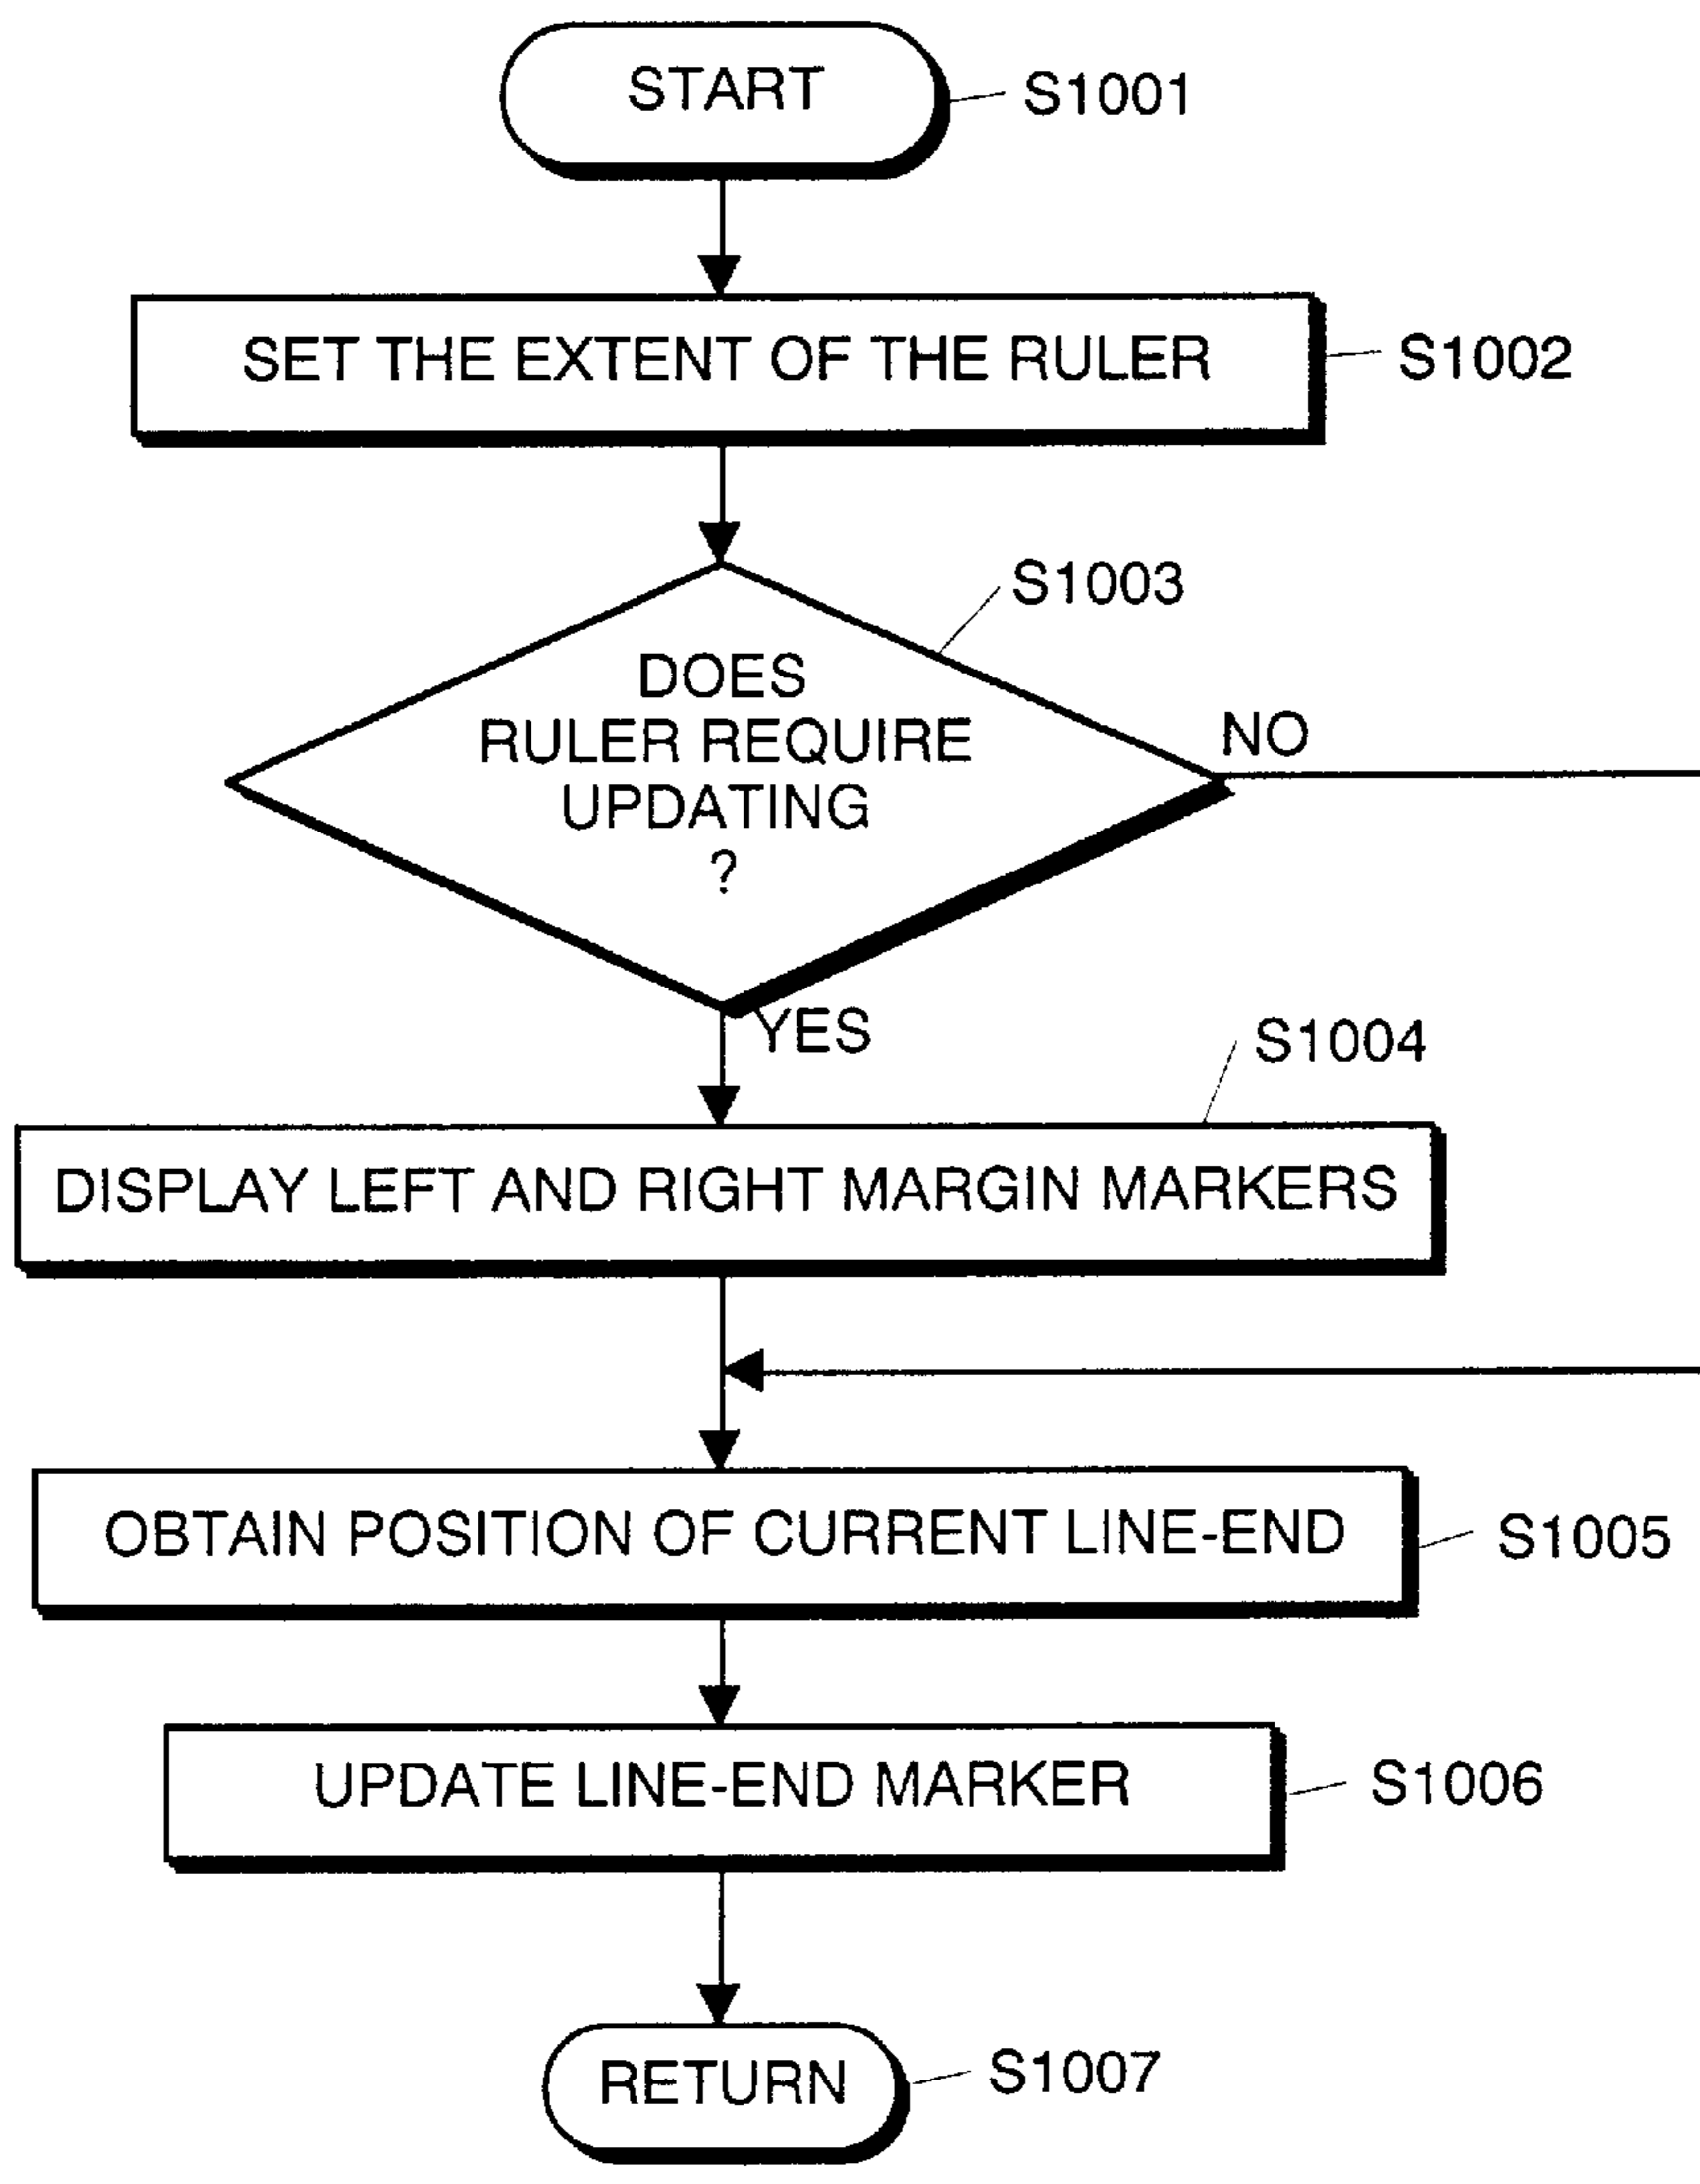 START
S1001
SET THE EXTENT OF THE RULER
S1002
S1003
DOES
RULER REQUIRE
UPDATING
?
NO
YES
S1004
DISPLAY LEFT AND RIGHT MARGIN MARKERS
OBTAIN POSITION OF CURRENT LINE-END
S1005
UPDATE LINE-END MARKER
S1006
RETURN
S1007